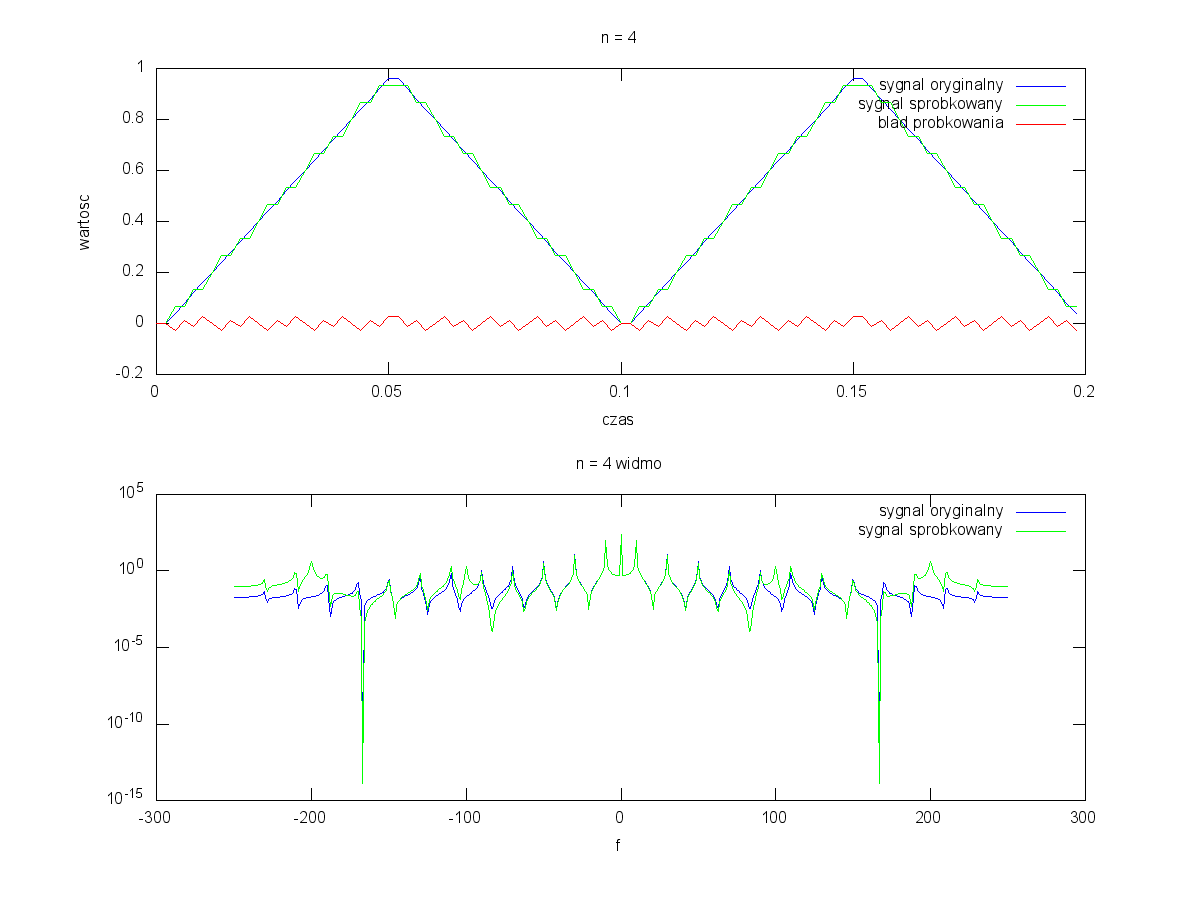 n = 4
sygnal oryginalny
sygnal sprobkowany
blad probkowania
1
0.8
0.6
0.4
0.2
0
-0.2
wartosc
0 0.05 0.1 0.15 0.2
czas
n = 4 widmo
sygnal oryginalny
sygnal sprobkowany
10^5
10^0
10^-5
10^-10
10^-15
-300 -200 -100 0 100 200 300
f